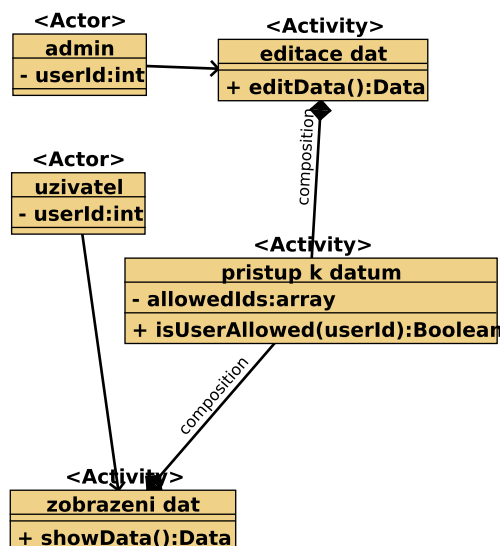 <Actor>
admin
- userId:int
<Activity>
editace dat
+ editData():Data
composition
<Actor>
uzivatel
- userId:int
<Activity>
pristup k datum
- allowedIds:array
+ isUserAllowed(userId):Boolean
composition
<Activity>
zobrazeni dat
+ showData():Data